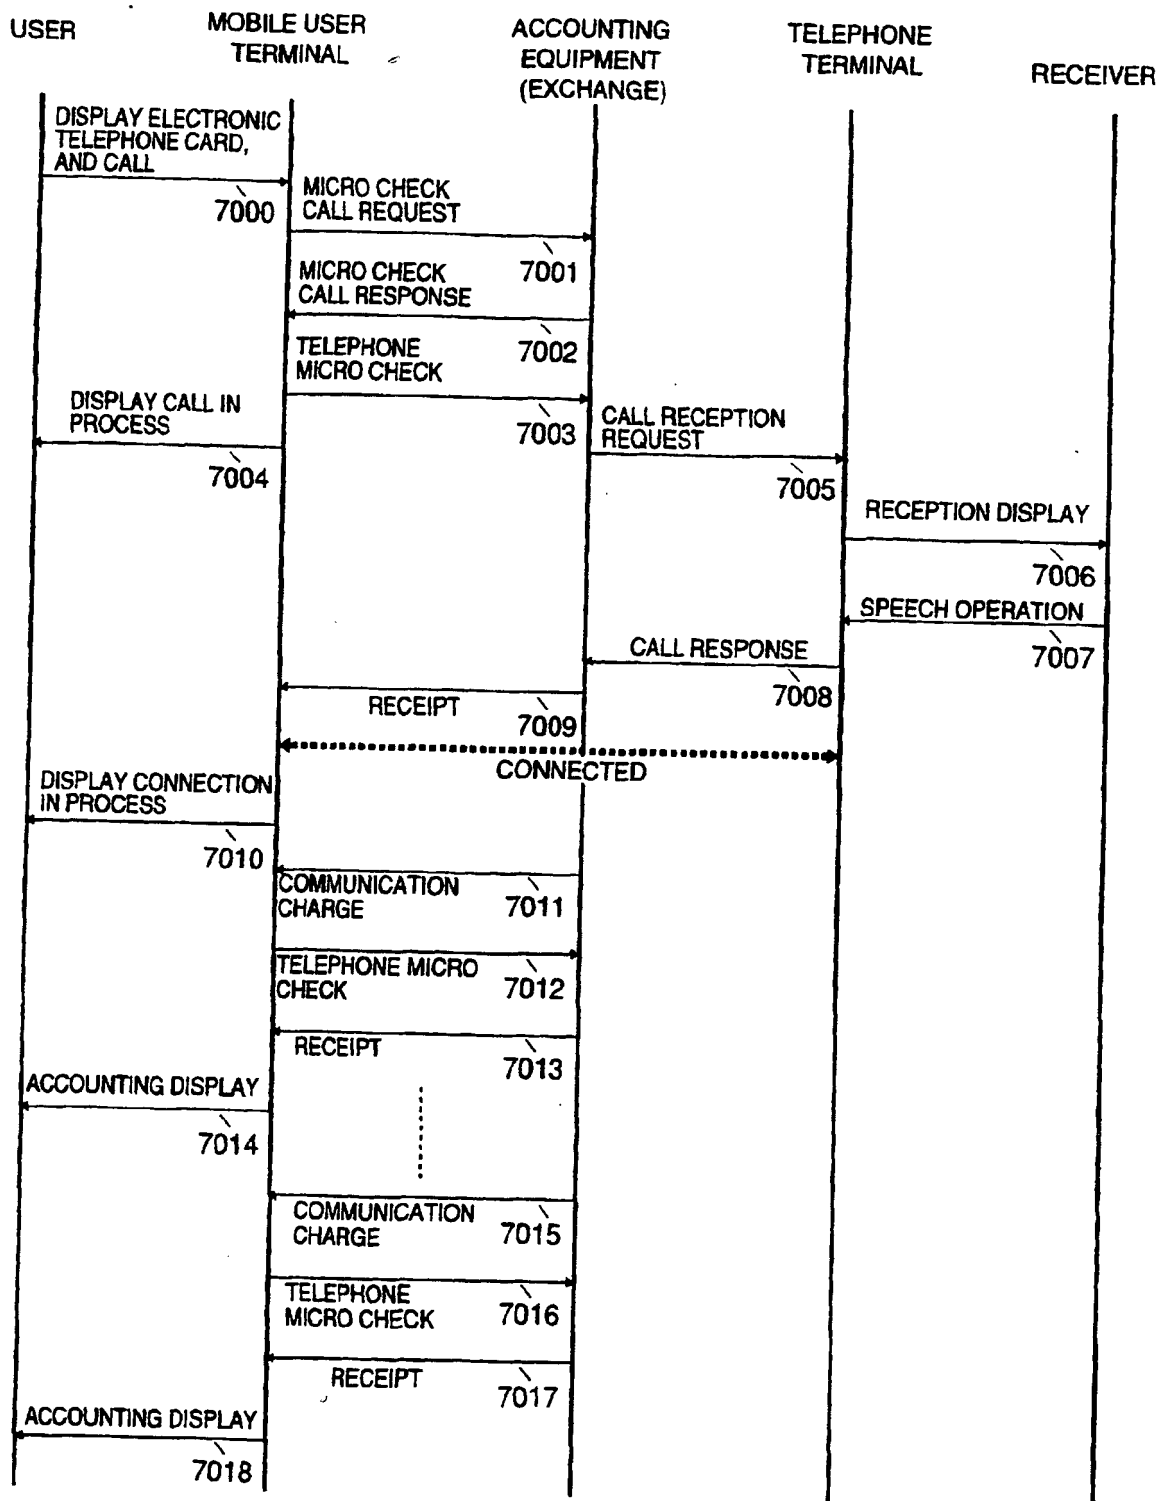 USER
MOBILE USER
TERMINAL
ACCOUNTING
EQUIPMENT
(EXCHANGE)
TELEPHONE
TERMINAL
RECEIVER
DISPLAY ELECTRONIC
TELEPHONE CARD,
AND CALL
7000
MICRO CHECK
CALL REQUEST
7001
MICRO CHECK
CALL RESPONSE
7002
TELEPHONE
MICRO CHECK
7003
DISPLAY CALL IN
PROCESS
7004
CALL RECEPTION
REQUEST
7005
RECEPTION DISPLAY
7006
SPEECH OPERATION
7007
CALL RESPONSE
7008
RECEIPT
7009
CONNECTED
DISPLAY CONNECTION
IN PROCESS
7010
COMMUNICATION
CHARGE
7011
TELEPHONE MICRO
CHECK
7012
RECEIPT
7013
ACCOUNTING DISPLAY
7014
COMMUNICATION
CHARGE
7015
TELEPHONE
MICRO CHECK
7016
RECEIPT
7017
ACCOUNTING DISPLAY
7018